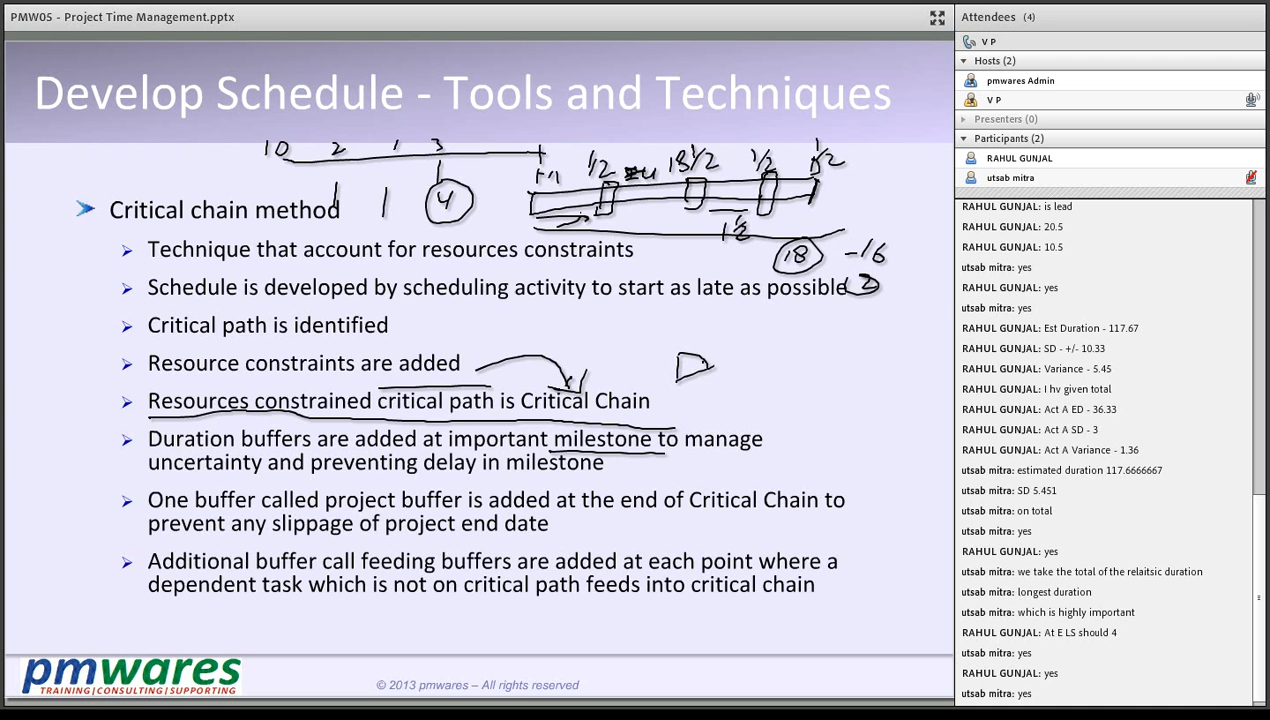 PMW05 - Project Time Management.pptx
Develop Schedule - Tools and Techniques
10 2 1 3
1 1 4
1/2 18 1/2 1/2 1/2
1 1/2
18 -16
2
Critical chain method
Technique that account for resources constraints
Schedule is developed by scheduling activity to start as late as possible
Critical path is identified
Resource constraints are added
Resources constrained critical path is Critical Chain
Duration buffers are added at important milestone to manage
uncertainty and preventing delay in milestone
One buffer called project buffer is added at the end of Critical Chain to
prevent any slippage of project end date
Additional buffer call feeding buffers are added at each point where a
dependent task which is not on critical path feeds into critical chain
pmwares
TRAINING|CONSULTING|SUPPORTING
© 2013 pmwares – All rights reserved
Attendees (4)
V P
Hosts (2)
pmwares Admin
V P
Presenters (0)
Participants (2)
RAHUL GUNJAL
utsab mitra
RAHUL GUNJAL: is lead
RAHUL GUNJAL: 20.5
RAHUL GUNJAL: 10.5
utsab mitra: yes
RAHUL GUNJAL: yes
utsab mitra: yes
RAHUL GUNJAL: Est Duration - 117.67
RAHUL GUNJAL: SD - +/- 10.33
RAHUL GUNJAL: Variance - 5.45
RAHUL GUNJAL: I hv given total
RAHUL GUNJAL: Act A ED - 36.33
RAHUL GUNJAL: Act A SD - 3
RAHUL GUNJAL: Act A Variance - 1.36
utsab mitra: estimated duration 117.6666667
utsab mitra: SD 5.451
utsab mitra: on total
utsab mitra: yes
RAHUL GUNJAL: yes
utsab mitra: we take the total of the relaitsic duration
utsab mitra: longest duration
utsab mitra: which is highly important
RAHUL GUNJAL: At E LS should 4
utsab mitra: yes
RAHUL GUNJAL: yes
utsab mitra: yes